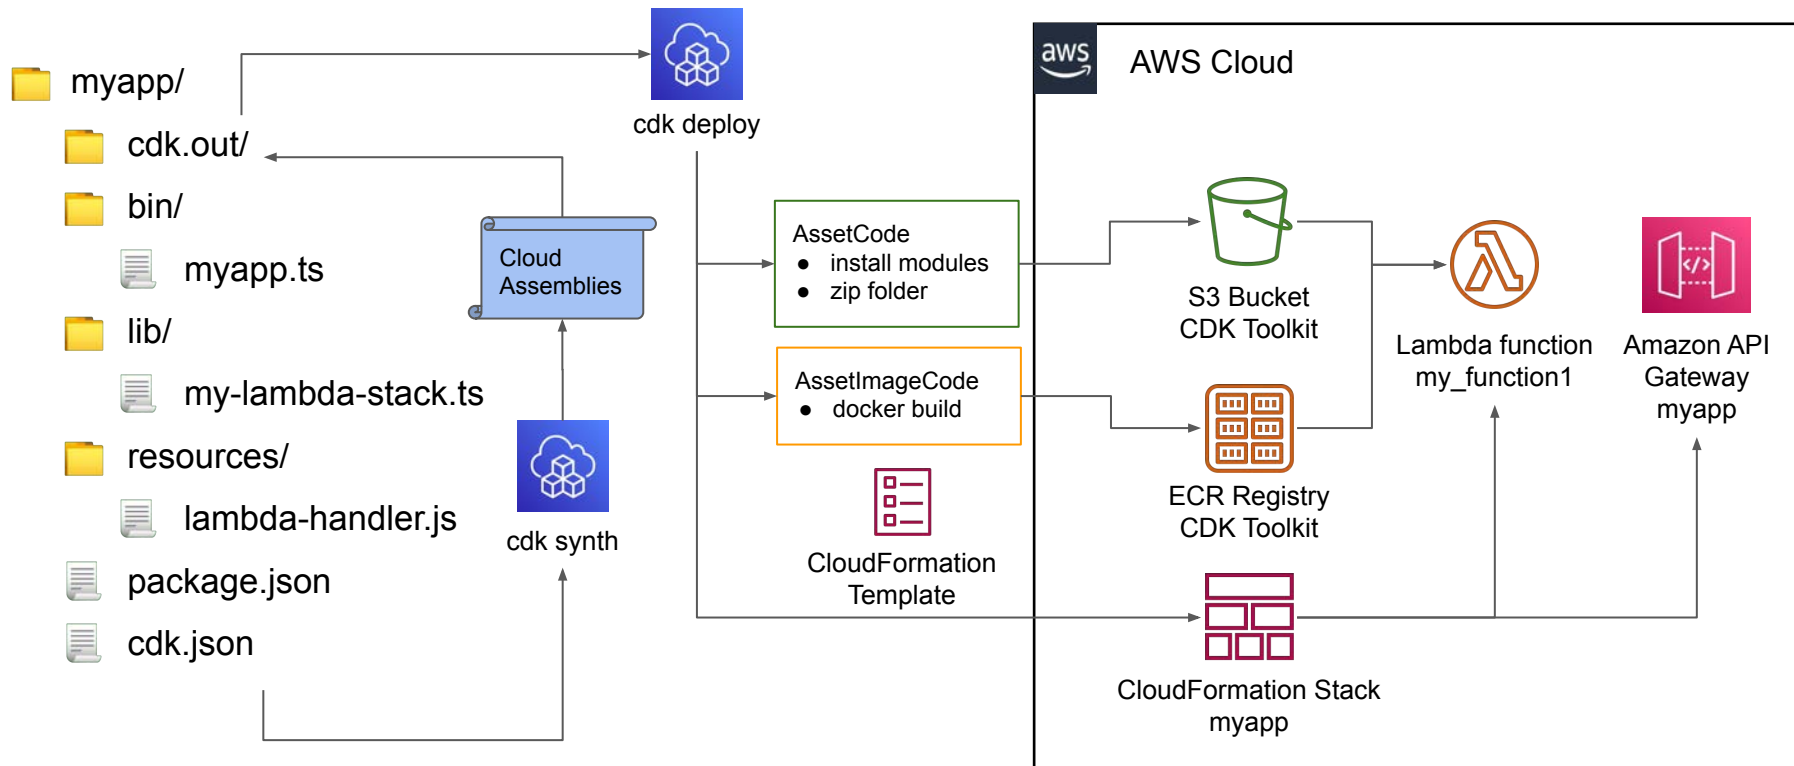 myapp/
cdk.out/
bin/
myapp.ts
lib/
my-lambda-stack.ts
resources/
lambda-handler.js
package.json
cdk.json
Cloud
Assemblies
cdk synth
cdk deploy
AssetCode
● install modules
● zip folder
AssetImageCode
● docker build
CloudFormation
Template
aws
AWS Cloud
S3 Bucket
CDK Toolkit
ECR Registry
CDK Toolkit
CloudFormation Stack
myapp
Lambda function
my_function1
</>
Amazon API
Gateway
myapp